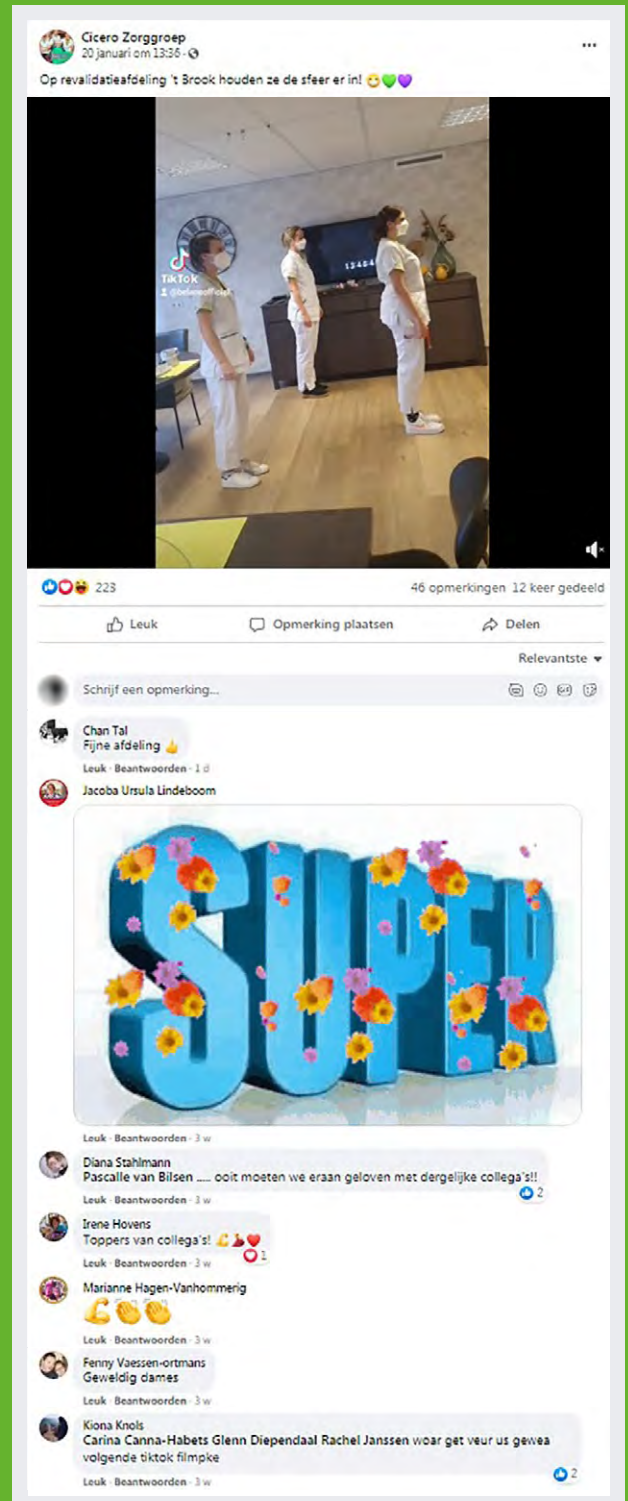 Cicero Zorggroep
20 januari om 13:36 ·
Op revalidatieafdeling 't Brook houden ze de sfeer er in! 😷💚💜
TikTok
223
46 opmerkingen 12 keer gedeeld
Leuk
Opmerking plaatsen
Delen
Relevantste
Schrijf een opmerking...
GIF
Chan Tal
Fijne afdeling 👍
Leuk · Beantwoorden · 1 d
Jacoba Ursula Lindeboom
SUPER
Leuk · Beantwoorden · 3 w
Diana Stahlmann
Pascalle van Bilsen ..... ooit moeten we eraan geloven met dergelijke collega's!!
2
Leuk · Beantwoorden · 3 w
Irene Hovens
Toppers van collega's! 💪💃❤️
1
Leuk · Beantwoorden · 3 w
Marianne Hagen-Vanhommerig
💪👏👏
Leuk · Beantwoorden · 3 w
Fenny Vaessen-ortmans
Geweldig dames
Leuk · Beantwoorden · 3 w
Kiona Knols
Carina Canna-Habets Glenn Diependaal Rachel Janssen woar get veur us gewea
volgende tiktok filmpke
2
Leuk · Beantwoorden · 3 w